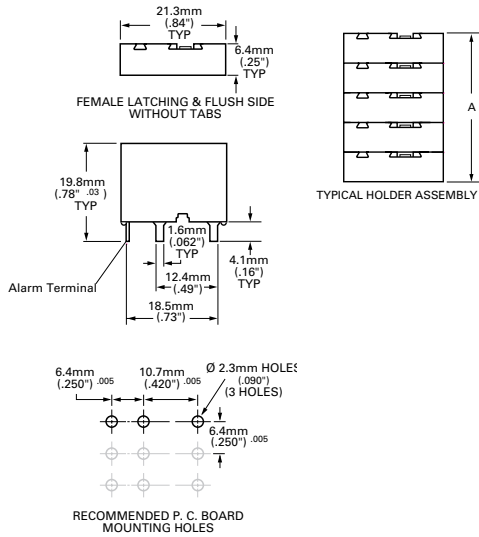 21.3mm
(.84")
TYP
6.4mm
(.25")
TYP
FEMALE LATCHING & FLUSH SIDE
WITHOUT TABS
A
TYPICAL HOLDER ASSEMBLY
19.8mm
(.78" .03 )
TYP
1.6mm
(.062")
TYP
4.1mm
(.16")
TYP
Alarm Terminal
12.4mm
(.49")
18.5mm
(.73")
6.4mm
(.250") .005
10.7mm
(.420") .005
Ø 2.3mm HOLES
(.090")
(3 HOLES)
6.4mm
(.250") .005
RECOMMENDED P. C. BOARD
MOUNTING HOLES